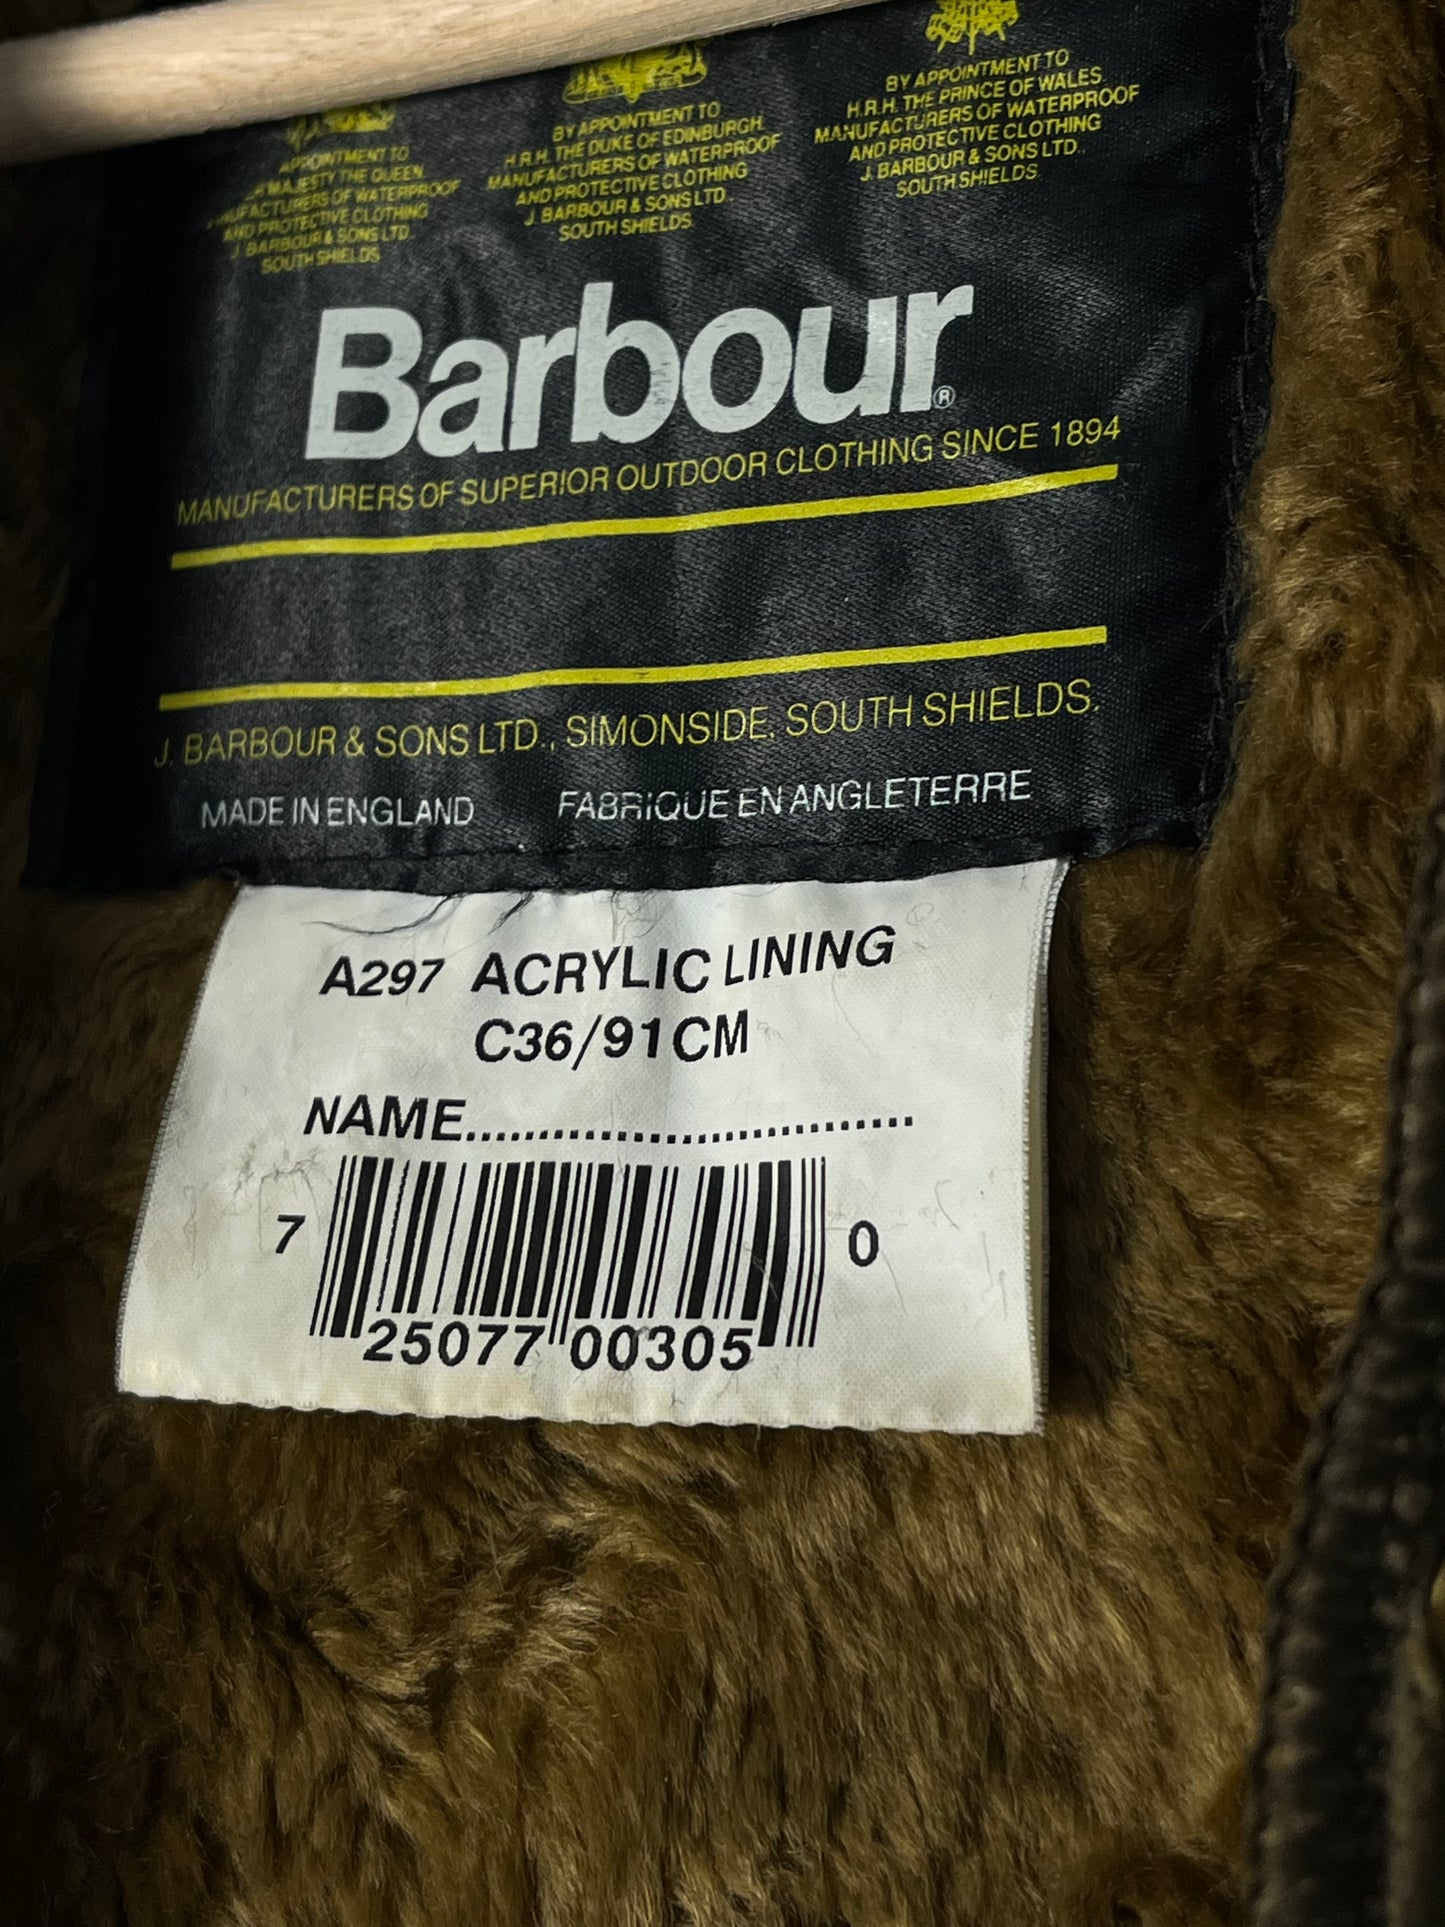 APPOINTMENT TO
MAJESTY THE QUEEN
MANUFACTURERS OF WATERPROOF
AND PROTECTIVE CLOTHING
J. BARBOUR & SONS LTD.
SOUTH SHIELDS
BY APPOINTMENT TO
H.R.H. THE DUKE OF EDINBURGH
MANUFACTURERS OF WATERPROOF
AND PROTECTIVE CLOTHING
J. BARBOUR & SONS LTD.
SOUTH SHIELDS
BY APPOINTMENT TO
H.R.H. THE PRINCE OF WALES
MANUFACTURERS OF WATERPROOF
AND PROTECTIVE CLOTHING
J. BARBOUR & SONS LTD.
SOUTH SHIELDS
Barbour®
MANUFACTURERS OF SUPERIOR OUTDOOR CLOTHING SINCE 1894
J. BARBOUR & SONS LTD., SIMONSIDE, SOUTH SHIELDS.
MADE IN ENGLAND FABRIQUE EN ANGLETERRE
A297 ACRYLIC LINING
C36/91CM
NAME...............................
7 25077 00305 0